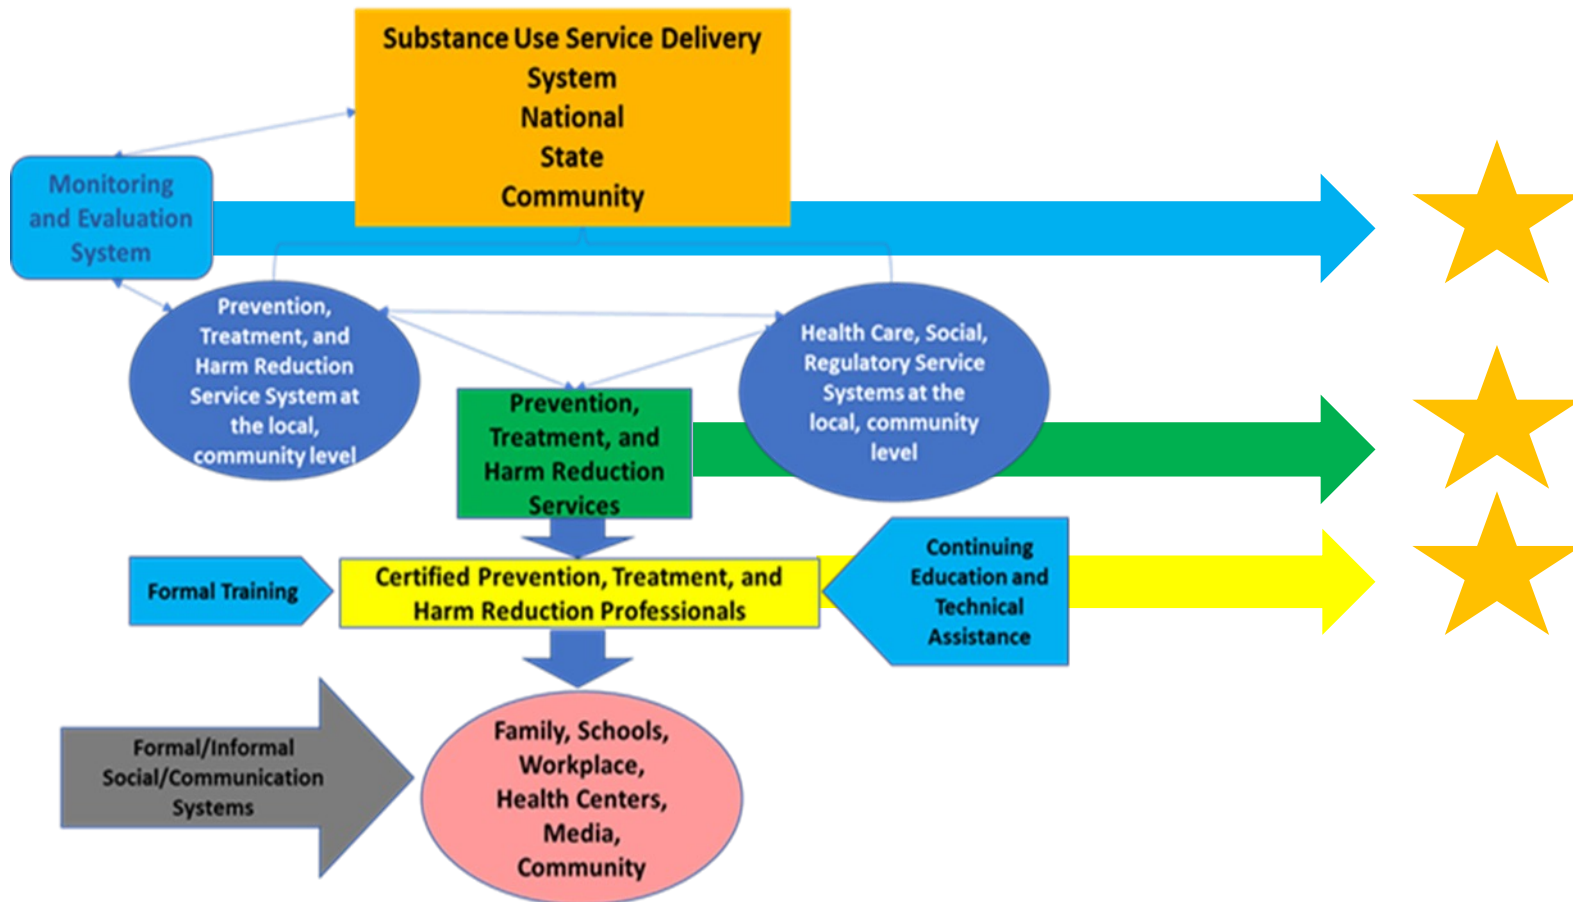 Substance Use Service Delivery
System
National
State
Community
Monitoring
and Evaluation
System
Prevention,
Treatment, and
Harm Reduction
Service System at
the local,
community level
Health Care, Social,
Regulatory Service
Systems at the
local, community
level
Prevention,
Treatment, and
Harm Reduction
Services
Formal Training
Certified Prevention, Treatment, and
Harm Reduction Professionals
Continuing
Education and
Technical
Assistance
Formal/Informal
Social/Communication
Systems
Family, Schools,
Workplace,
Health Centers,
Media,
Community